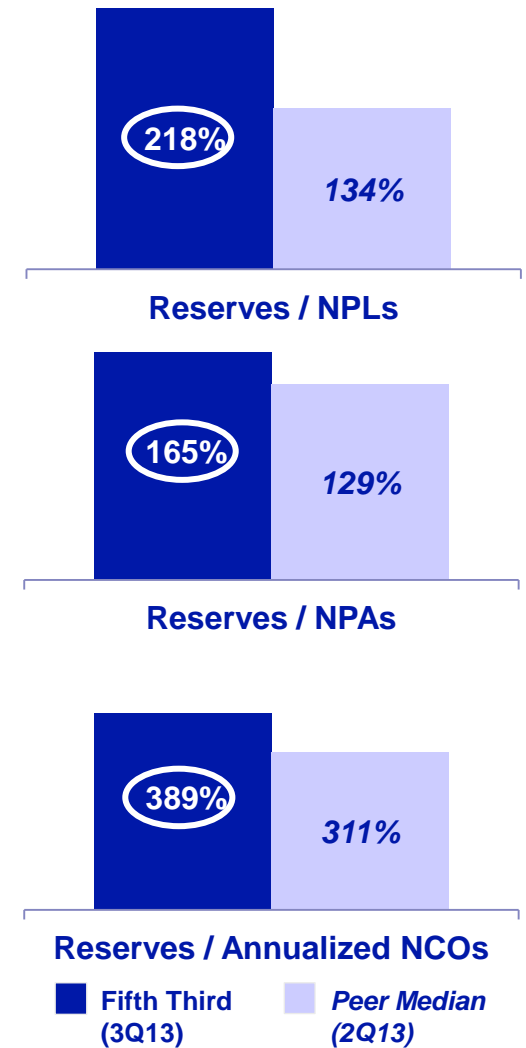 218%
134%
Reserves / NPLs
165%
129%
Reserves / NPAs
389%
311%
Reserves / Annualized NCOs
Fifth Third
(3Q13)
Peer Median
(2Q13)